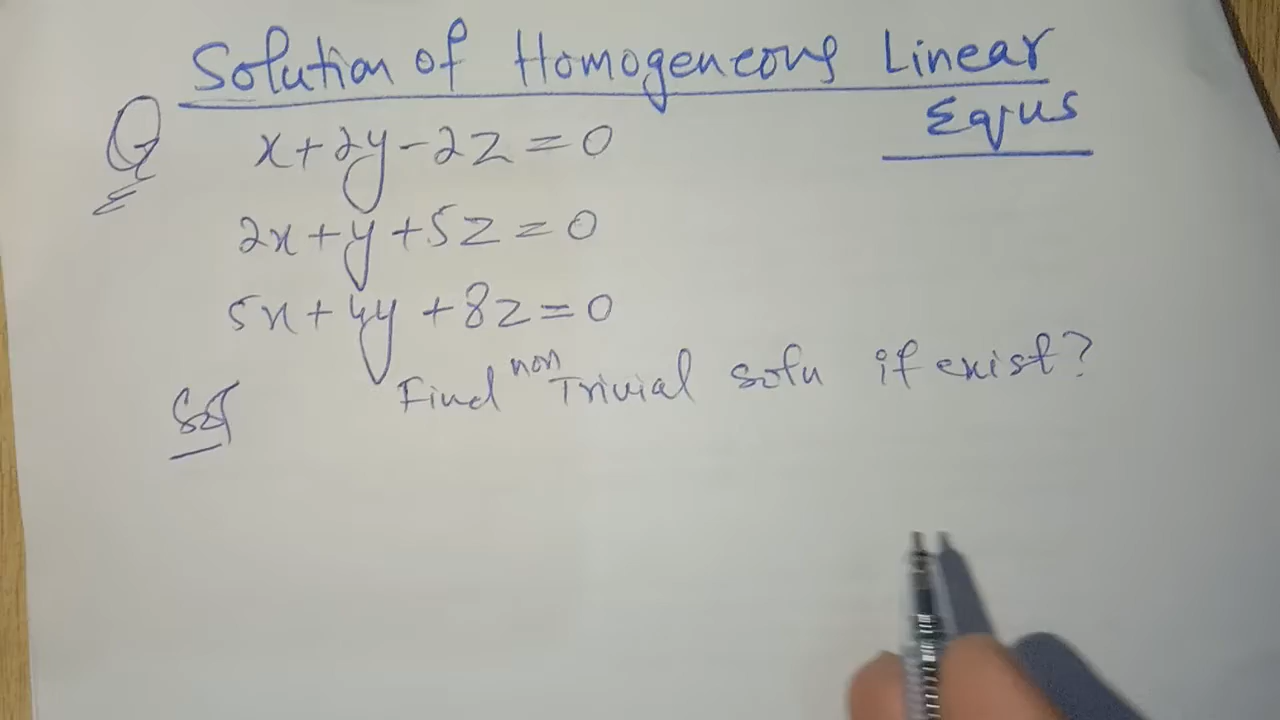 Solution of Homogeneous Linear
Equs
Q x+2y-2z=0
2x+y+5z=0
5x+4y+8z=0
Find non Trivial solu if exist?
Sol